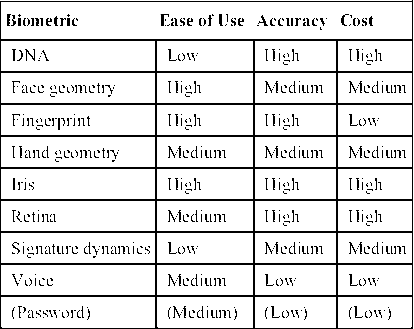 Biometric Ease of Use Accuracy Cost
DNA Low High High
Face geometry High Medium Medium
Fingerprint High High Low
Hand geometry Medium Medium Medium
Iris High High High
Retina Medium High High
Signature dynamics Low Medium Medium
Voice Medium Low Low
(Password) (Medium) (Low) (Low)